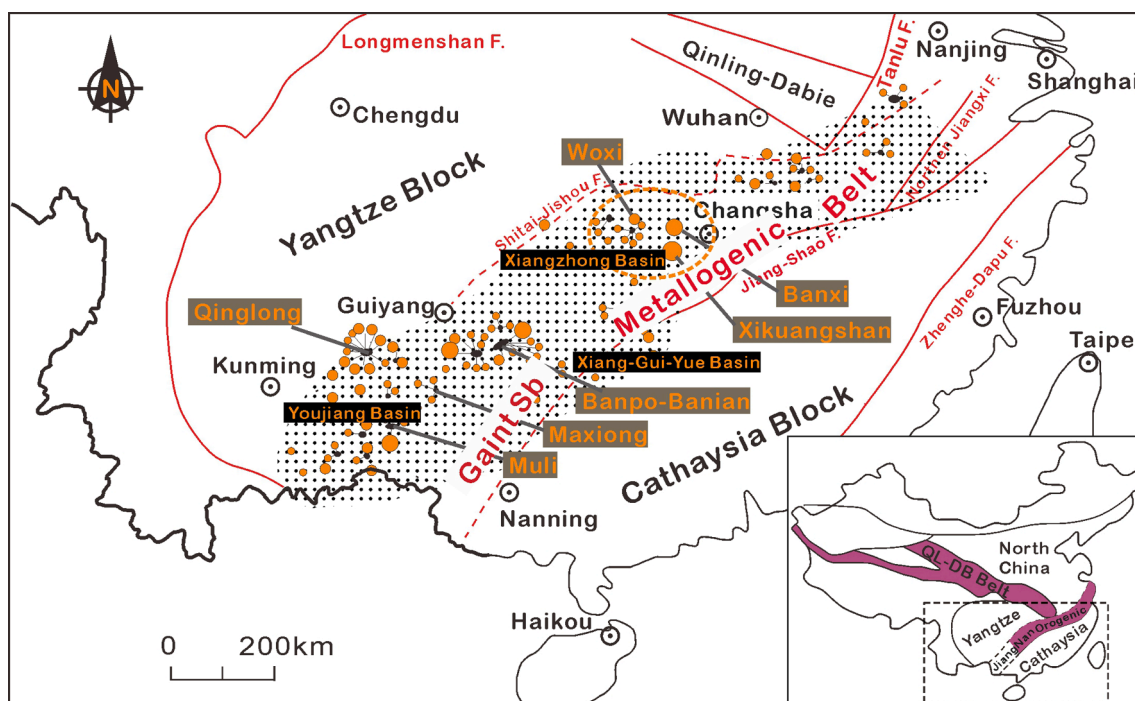 Longmenshan F.
N
Chengdu
Qinling-Dabie
Tanlu F.
Nanjing
Shanghai
Wuhan
Northen Jiangxi F.
Woxi
Yangtze Block
Shitai-Jishou F.
Changsha
Xiangzhong Basin
Gaint Sb Metallogenic Belt
Jiang-Shao F.
Banxi
Zhenghe-Dapu F.
Qinglong
Guiyang
Xikuangshan
Fuzhou
Taipei
Kunming
Xiang-Gui-Yue Basin
Banpo-Banian
Youjiang Basin
Maxiong
Muli
Cathaysia Block
Nanning
Haikou
0 200km
North
China
QL-DB Belt
Yangtze
JiangNan Orogenic
Cathaysia